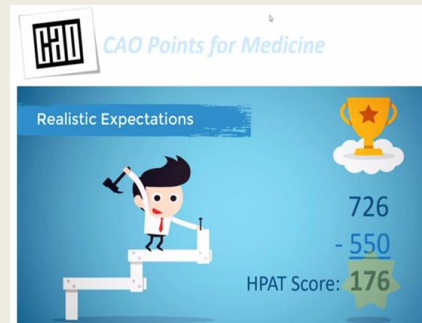 CAO
CAO Points for Medicine
Realistic Expectations
726
- 550
HPAT Score: 176